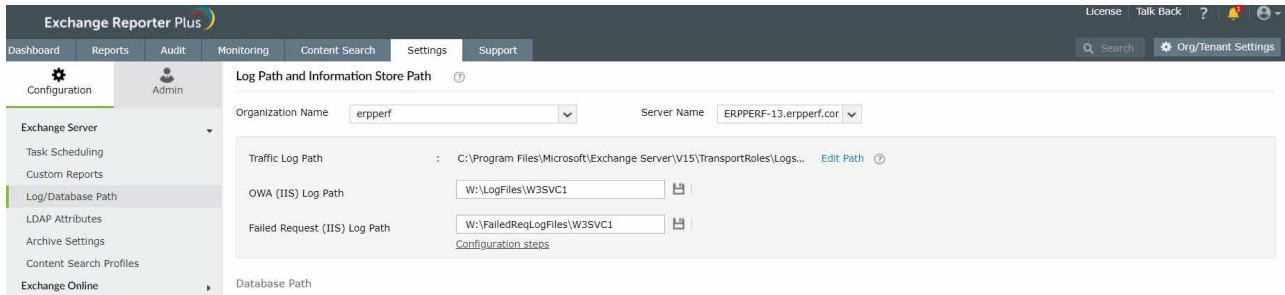 License Talk Back ?
Exchange Reporter Plus
Dashboard Reports Audit Monitoring Content Search Settings Support
Search Org/Tenant Settings
Configuration Admin
Log Path and Information Store Path ?
Organization Name erpperf Server Name ERPPERF-13.erpperf.cor
Exchange Server
Task Scheduling
Custom Reports
Log/Database Path
LDAP Attributes
Archive Settings
Content Search Profiles
Exchange Online
Traffic Log Path : C:\Program Files\Microsoft\Exchange Server\V15\TransportRoles\Logs... Edit Path ?
OWA (IIS) Log Path W:\LogFiles\W3SVC1
Failed Request (IIS) Log Path W:\FailedReqLogFiles\W3SVC1
Configuration steps
Database Path